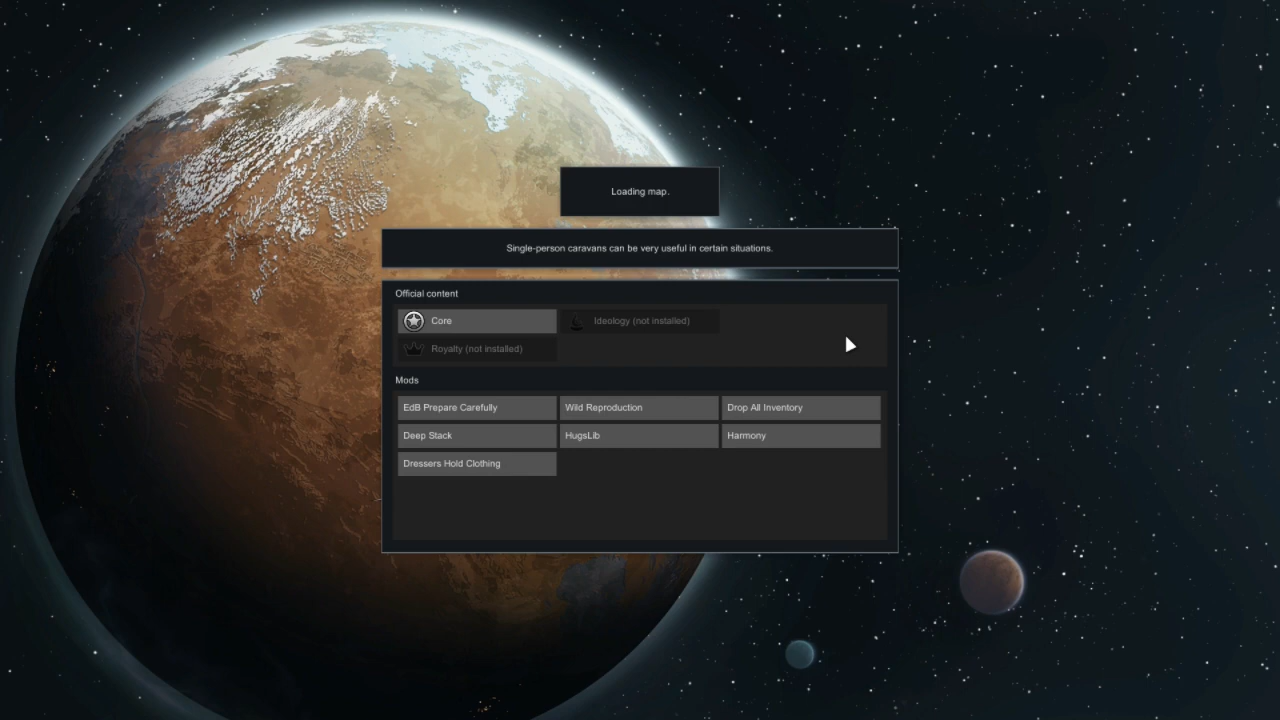 Loading map.
Single-person caravans can be very useful in certain situations.
Official content
Core
Ideology (not installed)
Royalty (not installed)
Mods
EdB Prepare Carefully
Wild Reproduction
Drop All Inventory
Deep Stack
HugsLib
Harmony
Dressers Hold Clothing